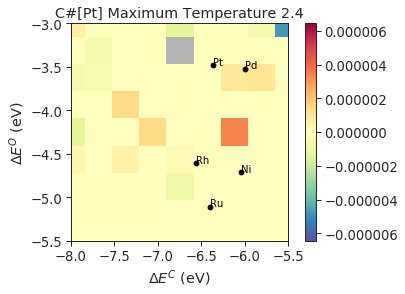 C#[Pt] Maximum Temperature 2.4
−3.0
−3.5
−4.0
−4.5
−5.0
−5.5
ΔE^O (eV)
Pt
Pd
Rh
Ni
Ru
−8.0 −7.5 −7.0 −6.5 −6.0 −5.5
ΔE^C (eV)
0.000006
0.000004
0.000002
0.000000
−0.000002
−0.000004
−0.000006